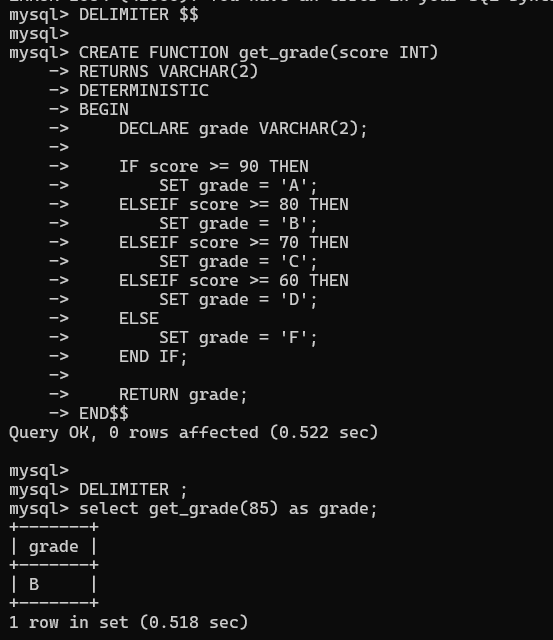 mysql> DELIMITER $$
mysql>
mysql> CREATE FUNCTION get_grade(score INT)
    -> RETURNS VARCHAR(2)
    -> DETERMINISTIC
    -> BEGIN
    ->     DECLARE grade VARCHAR(2);
    ->
    ->     IF score >= 90 THEN
    ->         SET grade = 'A';
    ->     ELSEIF score >= 80 THEN
    ->         SET grade = 'B';
    ->     ELSEIF score >= 70 THEN
    ->         SET grade = 'C';
    ->     ELSEIF score >= 60 THEN
    ->         SET grade = 'D';
    ->     ELSE
    ->         SET grade = 'F';
    ->     END IF;
    ->
    ->     RETURN grade;
    -> END$$
Query OK, 0 rows affected (0.522 sec)
mysql>
mysql> DELIMITER ;
mysql> select get_grade(85) as grade;
+-------+
| grade |
+-------+
| B     |
+-------+
1 row in set (0.518 sec)